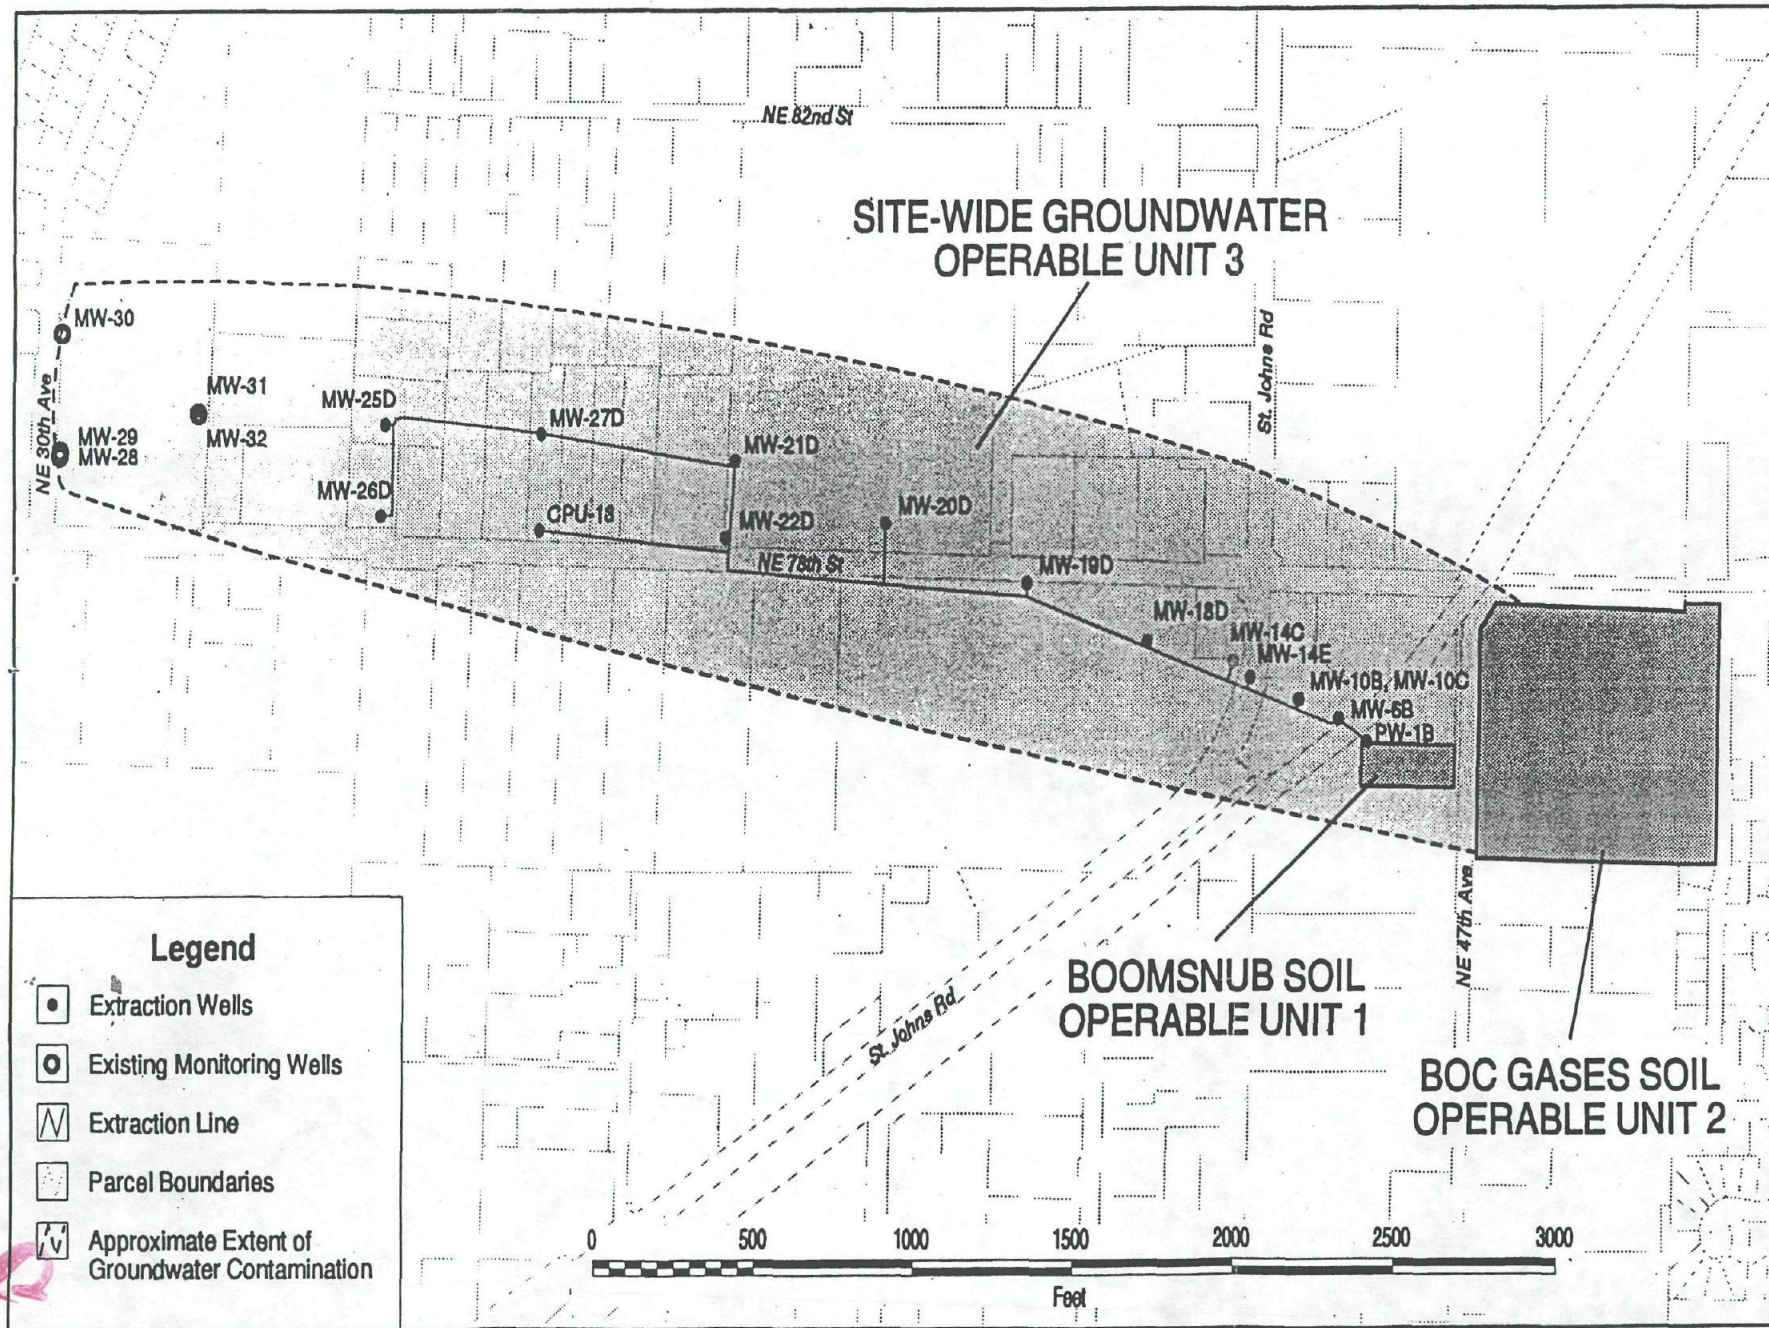 NE 82nd St
SITE-WIDE GROUNDWATER
OPERABLE UNIT 3
St. Johns Rd
MW-30
NE 30th Ave
MW-31
MW-32
MW-29
MW-28
MW-25D
MW-27D
MW-21D
MW-26D
CPU-18
MW-22D
MW-20D
NE 78th St
MW-19D
MW-18D
MW-14C
MW-14E
MW-10B, MW-10C
MW-6B
PW-1B
NE 47th Ave
BOOMSNUB SOIL
OPERABLE UNIT 1
St. Johns Rd
BOC GASES SOIL
OPERABLE UNIT 2
Legend
Extraction Wells
Existing Monitoring Wells
Extraction Line
Parcel Boundaries
Approximate Extent of
Groundwater Contamination
0 500 1000 1500 2000 2500 3000
Feet